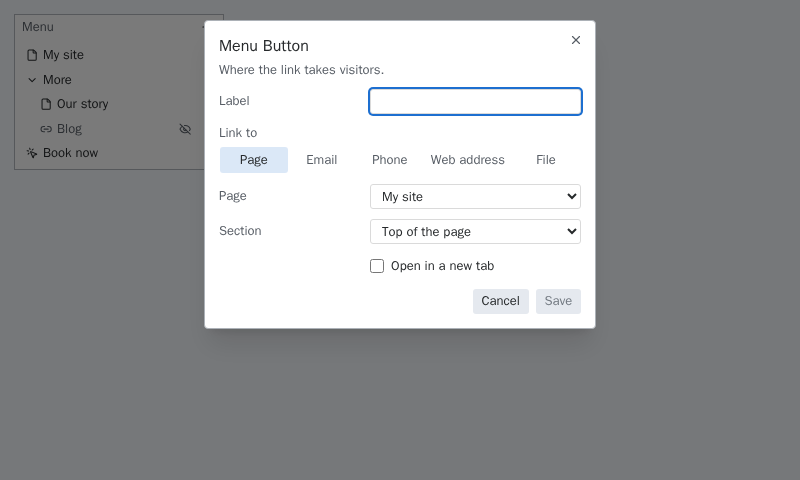 Menu
My site
More
Our story
Blog
Book now
Menu Button
Where the link takes visitors.
Label
Link to
Page Email Phone Web address File
Page My site
Section Top of the page
Open in a new tab
Cancel Save